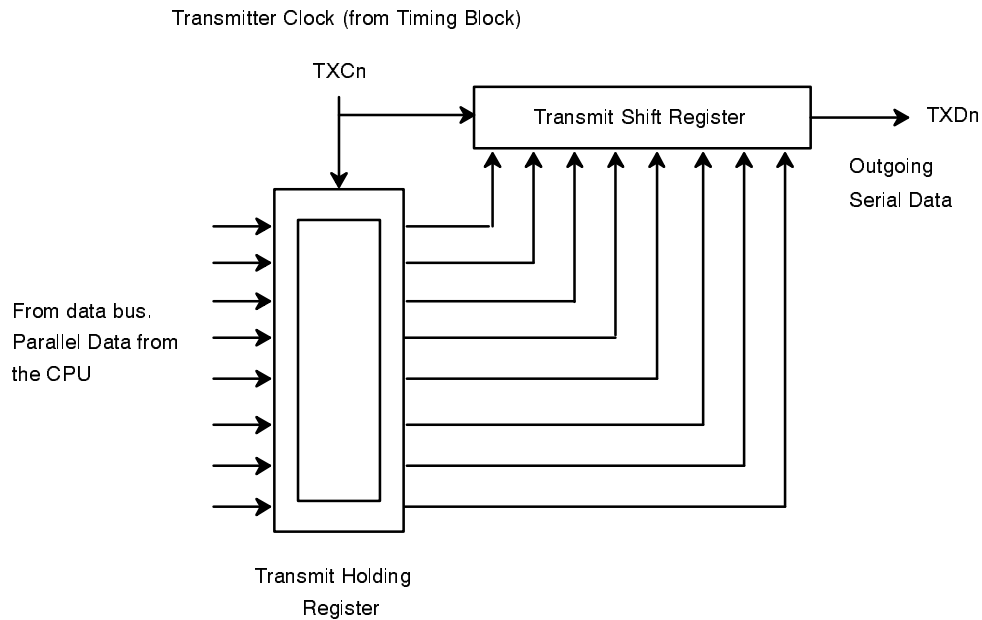 Transmitter Clock (from Timing Block)
TXCn
Transmit Shift Register
TXDn
Outgoing
Serial Data
From data bus.
Parallel Data from
the CPU
Transmit Holding
Register